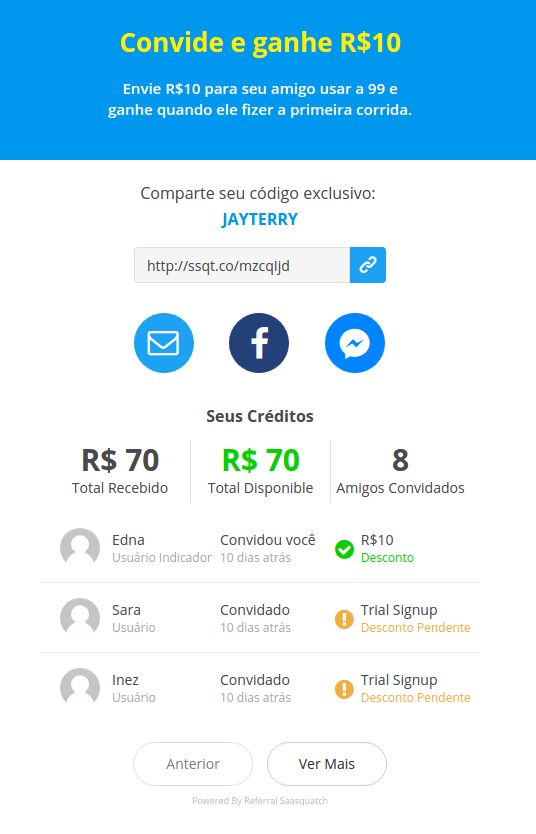 Convide e ganhe R$10
Envie R$10 para seu amigo usar a 99 e
ganhe quando ele fizer a primeira corrida.
Comparte seu código exclusivo:
JAYTERRY
http://ssqt.co/mzcqIjd
Seus Créditos
R$ 70
Total Recebido
R$ 70
Total Disponible
8
Amigos Convidados
Edna
Usuário Indicador
Convidou você
10 dias atrás
R$10
Desconto
Sara
Usuário
Convidado
10 dias atrás
Trial Signup
Desconto Pendente
Inez
Usuário
Convidado
10 dias atrás
Trial Signup
Desconto Pendente
Anterior
Ver Mais
Powered By Referral Saasquatch